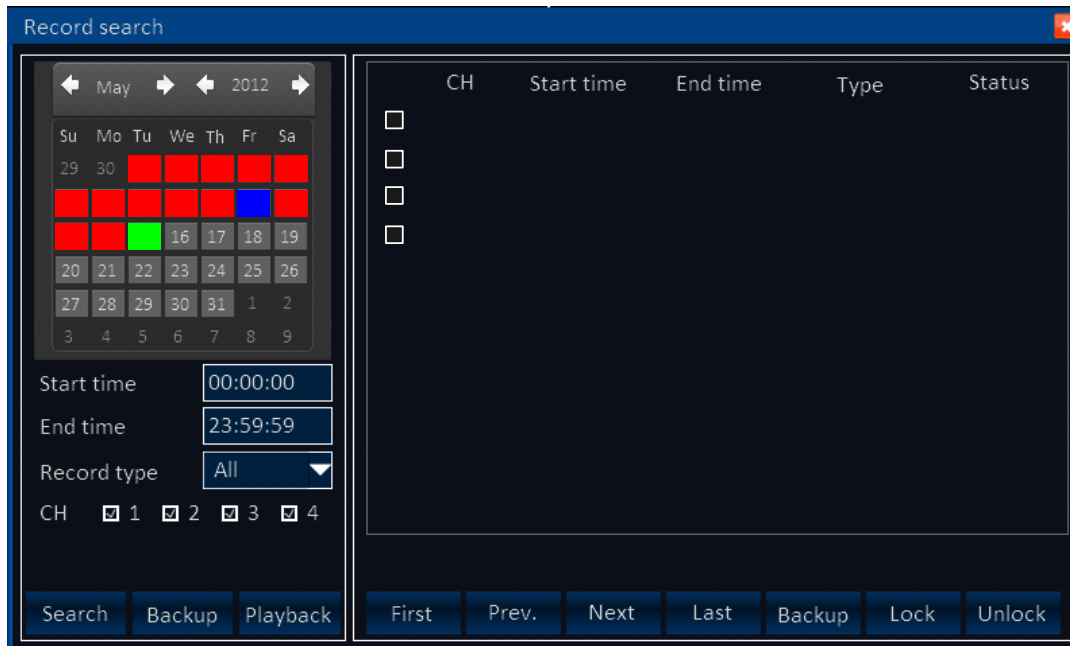 Record search
May 2012
Su Mo Tu We Th Fr Sa
29 30
16 17 18 19
20 21 22 23 24 25 26
27 28 29 30 31 1 2
3 4 5 6 7 8 9
Start time 00:00:00
End time 23:59:59
Record type All
CH 1 2 3 4
Search Backup Playback
CH Start time End time Type Status
First Prev. Next Last Backup Lock Unlock